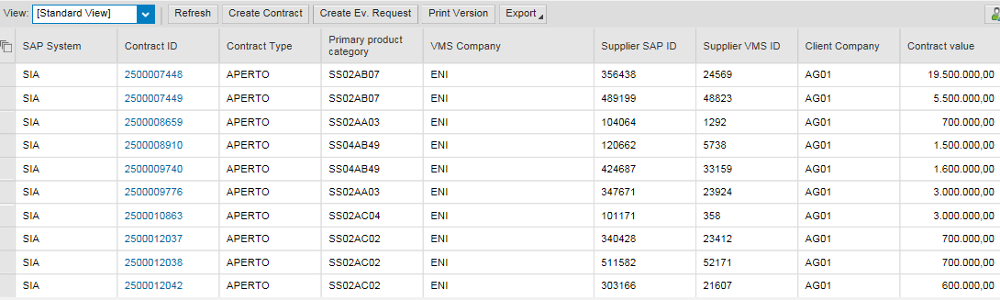 View: [Standard View] Refresh Create Contract Create Ev. Request Print Version Export
SAP System Contract ID Contract Type Primary product category VMS Company Supplier SAP ID Supplier VMS ID Client Company Contract value
SIA 2500007448 APERTO SS02AB07 ENI 356438 24569 AG01 19.500.000,00
SIA 2500007449 APERTO SS02AB07 ENI 489199 48823 AG01 5.500.000,00
SIA 2500008659 APERTO SS02AA03 ENI 104064 1292 AG01 700.000,00
SIA 2500008910 APERTO SS04AB49 ENI 120662 5738 AG01 1.500.000,00
SIA 2500009740 APERTO SS04AB49 ENI 424687 33159 AG01 1.600.000,00
SIA 2500009776 APERTO SS02AA03 ENI 347671 23924 AG01 3.000.000,00
SIA 2500010863 APERTO SS02AC04 ENI 101171 358 AG01 3.000.000,00
SIA 2500012037 APERTO SS02AC02 ENI 340428 23412 AG01 700.000,00
SIA 2500012038 APERTO SS02AC02 ENI 511582 52171 AG01 700.000,00
SIA 2500012042 APERTO SS02AC02 ENI 303166 21607 AG01 600.000,00